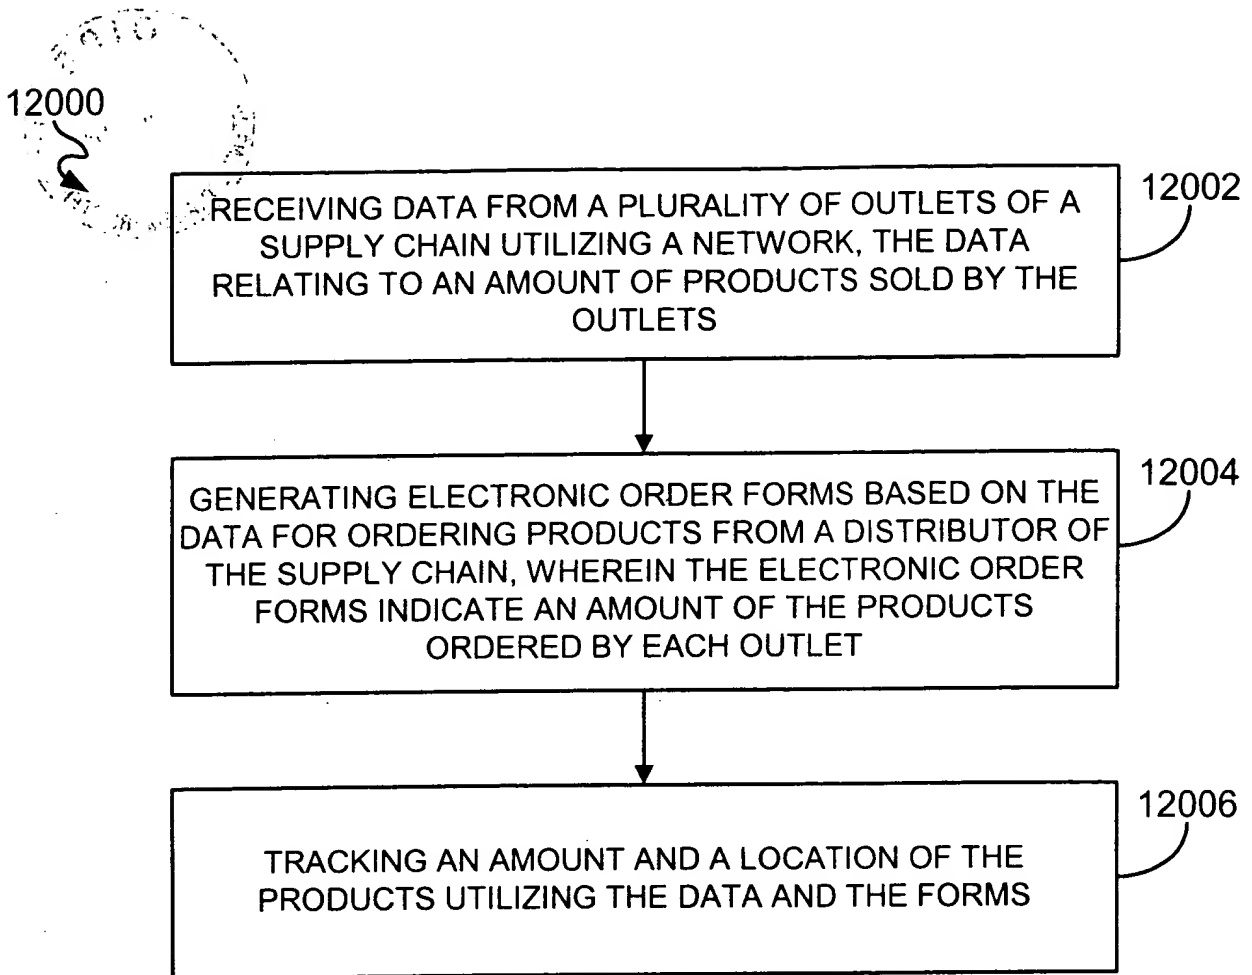 12000
RECEIVING DATA FROM A PLURALITY OF OUTLETS OF A
SUPPLY CHAIN UTILIZING A NETWORK, THE DATA
RELATING TO AN AMOUNT OF PRODUCTS SOLD BY THE
OUTLETS
12002
GENERATING ELECTRONIC ORDER FORMS BASED ON THE
DATA FOR ORDERING PRODUCTS FROM A DISTRIBUTOR OF
THE SUPPLY CHAIN, WHEREIN THE ELECTRONIC ORDER
FORMS INDICATE AN AMOUNT OF THE PRODUCTS
ORDERED BY EACH OUTLET
12004
TRACKING AN AMOUNT AND A LOCATION OF THE
PRODUCTS UTILIZING THE DATA AND THE FORMS
12006